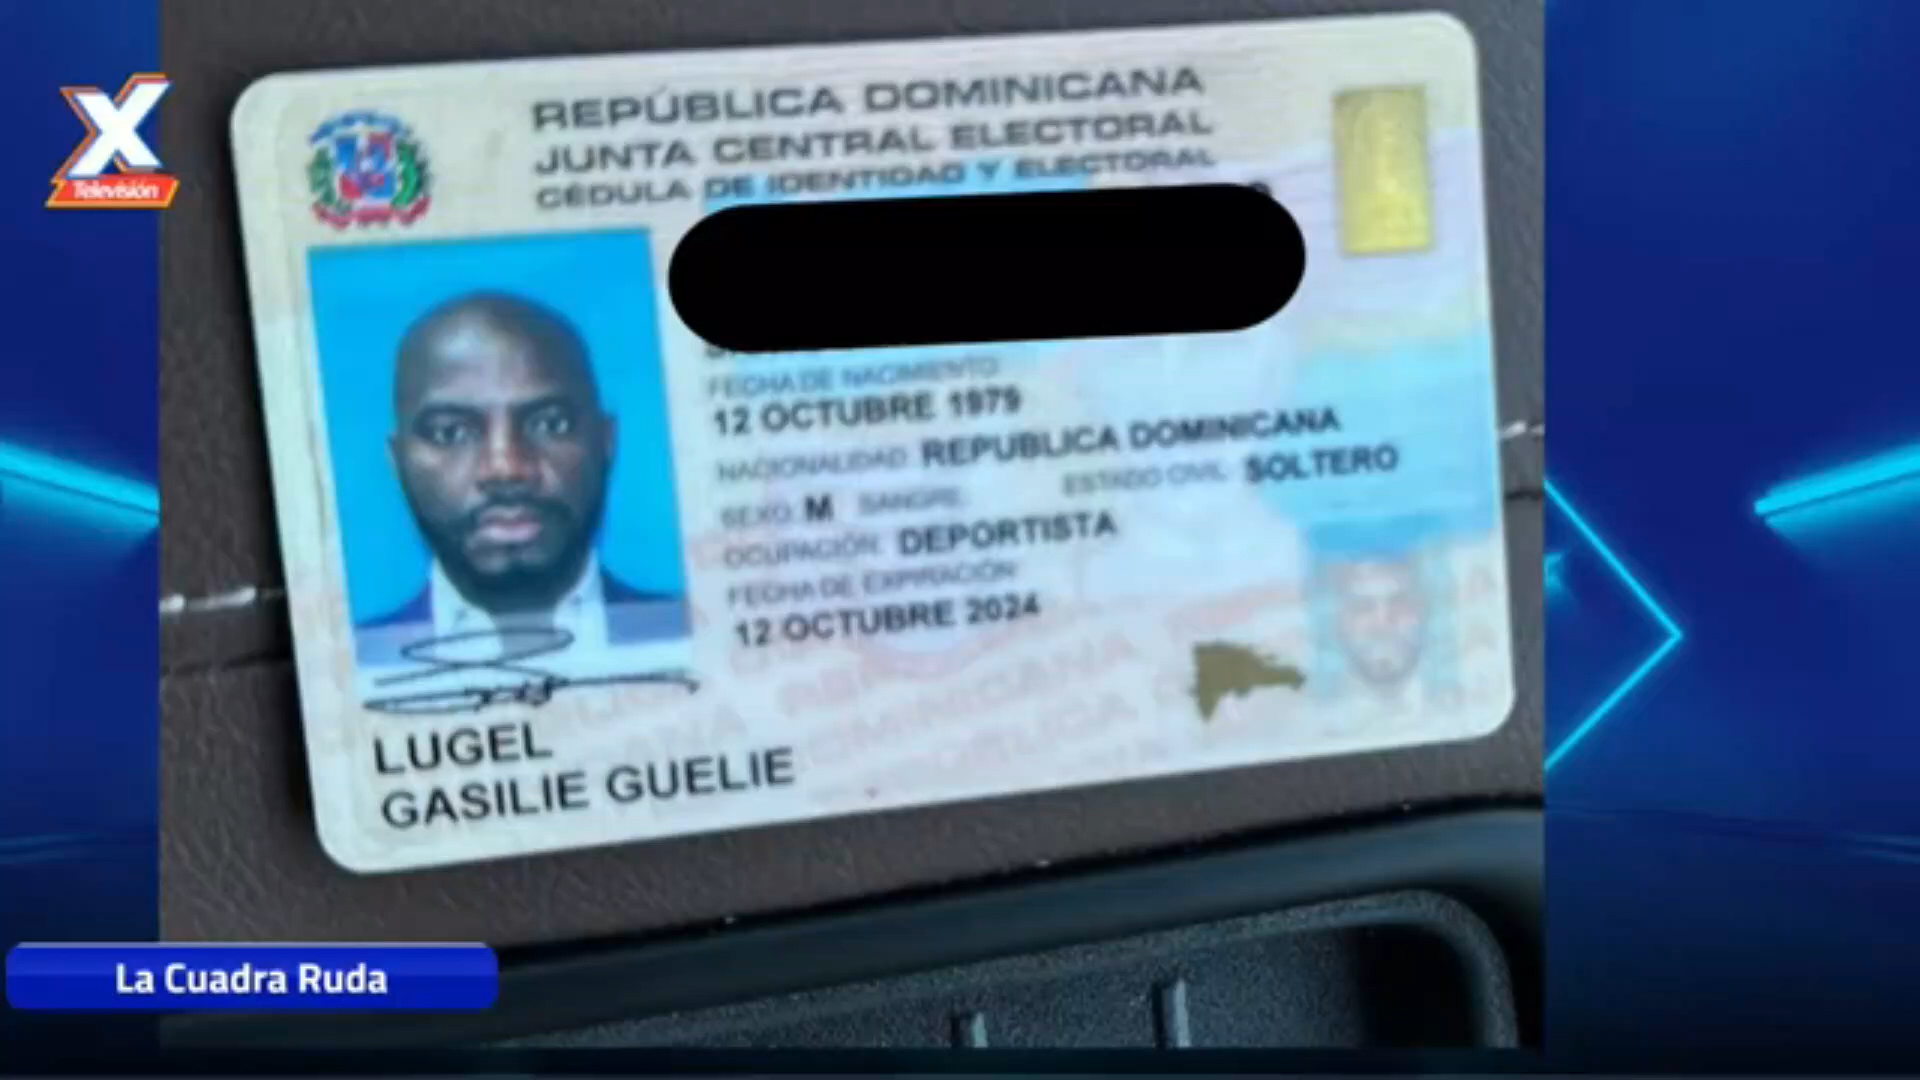 X
Televisión
REPÚBLICA DOMINICANA
JUNTA CENTRAL ELECTORAL
CÉDULA DE IDENTIDAD Y ELECTORAL
FECHA DE NACIMIENTO
12 OCTUBRE 1979
NACIONALIDAD: REPUBLICA DOMINICANA
SEXO: M SANGRE: ESTADO CIVIL: SOLTERO
OCUPACIÓN: DEPORTISTA
FECHA DE EXPIRACIÓN
12 OCTUBRE 2024
LUGEL
GASILIE GUELIE
La Cuadra Ruda